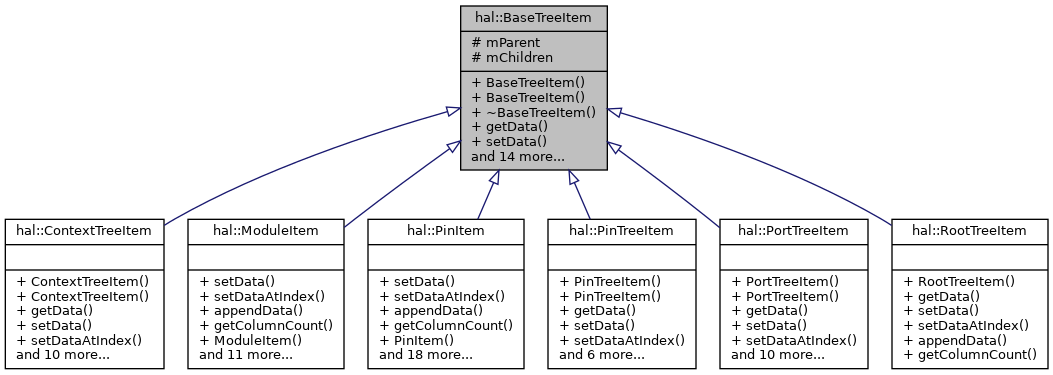 hal::BaseTreeItem
# mParent
# mChildren
+ BaseTreeItem()
+ BaseTreeItem()
+ ~BaseTreeItem()
+ getData()
+ setData()
and 14 more...
hal::ContextTreeItem
+ ContextTreeItem()
+ ContextTreeItem()
+ getData()
+ setData()
+ setDataAtIndex()
and 10 more...
hal::ModuleItem
+ setData()
+ setDataAtIndex()
+ appendData()
+ getColumnCount()
+ ModuleItem()
and 11 more...
hal::PinItem
+ setData()
+ setDataAtIndex()
+ appendData()
+ getColumnCount()
+ PinItem()
and 18 more...
hal::PinTreeItem
+ PinTreeItem()
+ PinTreeItem()
+ getData()
+ setData()
+ setDataAtIndex()
and 6 more...
hal::PortTreeItem
+ PortTreeItem()
+ PortTreeItem()
+ getData()
+ setData()
+ setDataAtIndex()
and 10 more...
hal::RootTreeItem
+ RootTreeItem()
+ getData()
+ setData()
+ setDataAtIndex()
+ appendData()
+ getColumnCount()